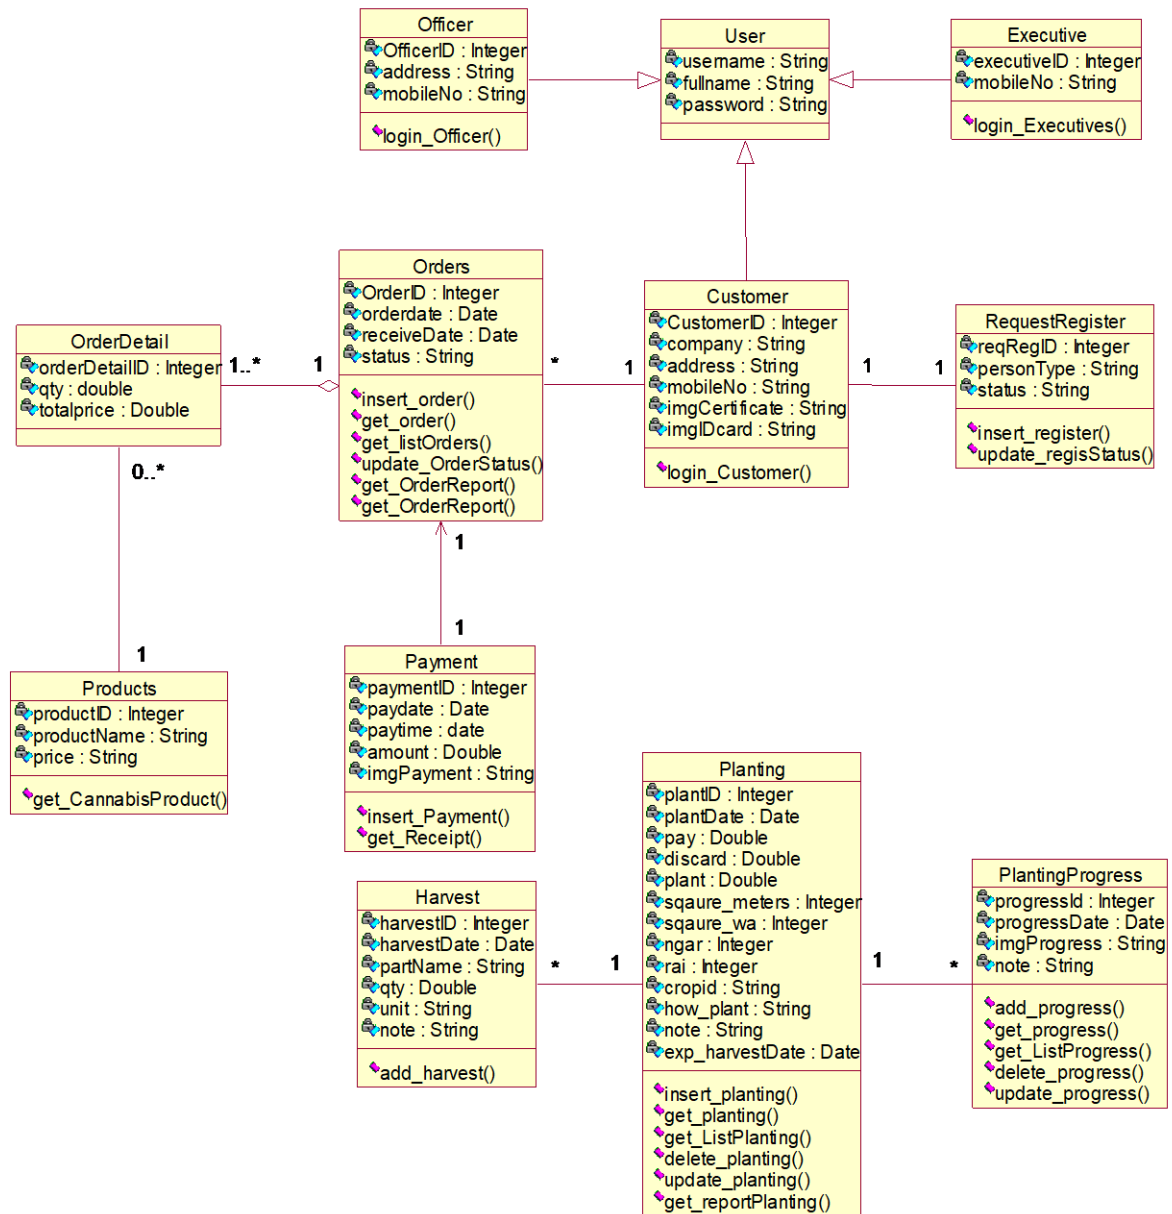 Officer
OfficerID : Integer
address : String
mobileNo : String
login_Officer()
User
username : String
fullname : String
password : String
Executive
executiveID : Integer
mobileNo : String
login_Executives()
OrderDetail
orderDetailID : Integer
qty : double
totalprice : Double
1..*
1
Orders
OrderID : Integer
orderdate : Date
receiveDate : Date
status : String
insert_order()
get_order()
get_listOrders()
update_OrderStatus()
get_OrderReport()
get_OrderReport()
*
1
Customer
CustomerID : Integer
company : String
address : String
mobileNo : String
imgCertificate : String
imgIDcard : String
login_Customer()
1
1
RequestRegister
reqRegID : Integer
personType : String
status : String
insert_register()
update_regisStatus()
0..*
1
1
1
Products
productID : Integer
productName : String
price : String
get_CannabisProduct()
Payment
paymentID : Integer
paydate : Date
paytime : date
amount : Double
imgPayment : String
insert_Payment()
get_Receipt()
Harvest
harvestID : Integer
harvestDate : Date
partName : String
qty : Double
unit : String
note : String
add_harvest()
*
1
Planting
plantID : Integer
plantDate : Date
pay : Double
discard : Double
plant : Double
sqaure_meters : Integer
sqaure_wa : Integer
ngar : Integer
rai : Integer
cropid : String
how_plant : String
note : String
exp_harvestDate : Date
insert_planting()
get_planting()
get_ListPlanting()
delete_planting()
update_planting()
get_reportPlanting()
1
*
PlantingProgress
progressId : Integer
progressDate : Date
imgProgress : String
note : String
add_progress()
get_progress()
get_ListProgress()
delete_progress()
update_progress()